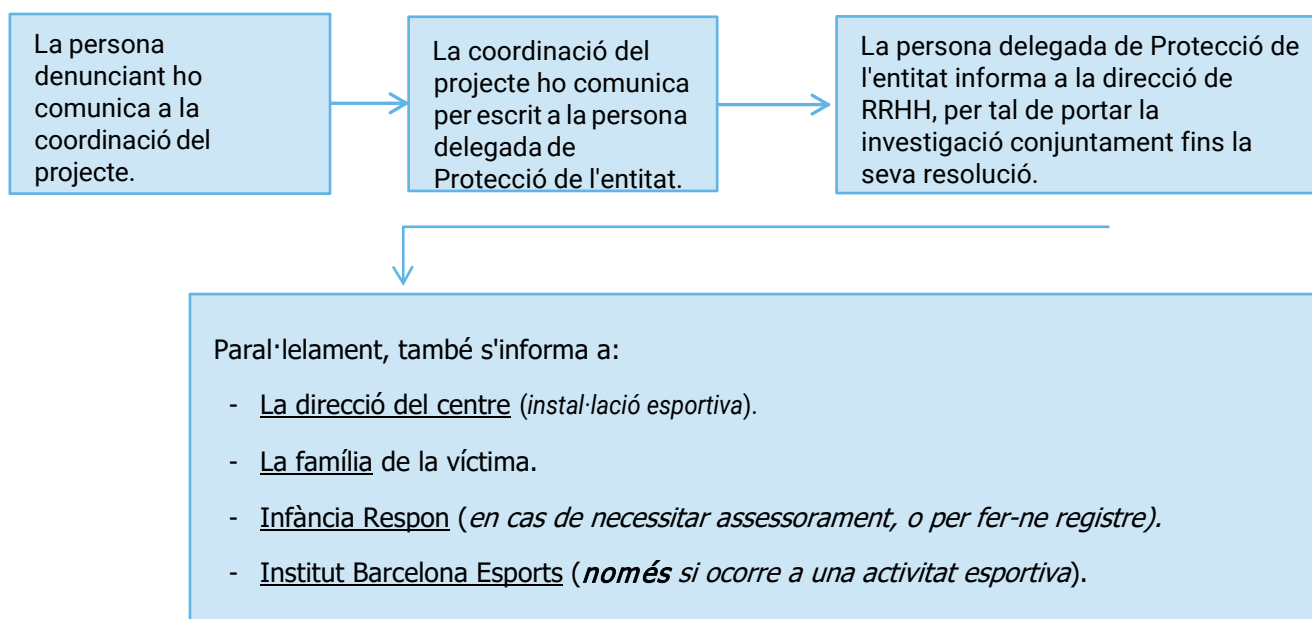 La persona
denunciant ho
comunica a la
coordinació del
projecte.
La coordinació del
projecte ho comunica
per escrit a la persona
delegada de
Protecció de l'entitat.
La persona delegada de Protecció de
l'entitat informa a la direcció de
RRHH, per tal de portar la
investigació conjuntament fins la
seva resolució.
Paral·lelament, també s'informa a:
- La direcció del centre (instal·lació esportiva).
- La família de la víctima.
- Infància Respon (en cas de necessitar assessorament, o per fer-ne registre).
- Institut Barcelona Esports (només si ocorre a una activitat esportiva).